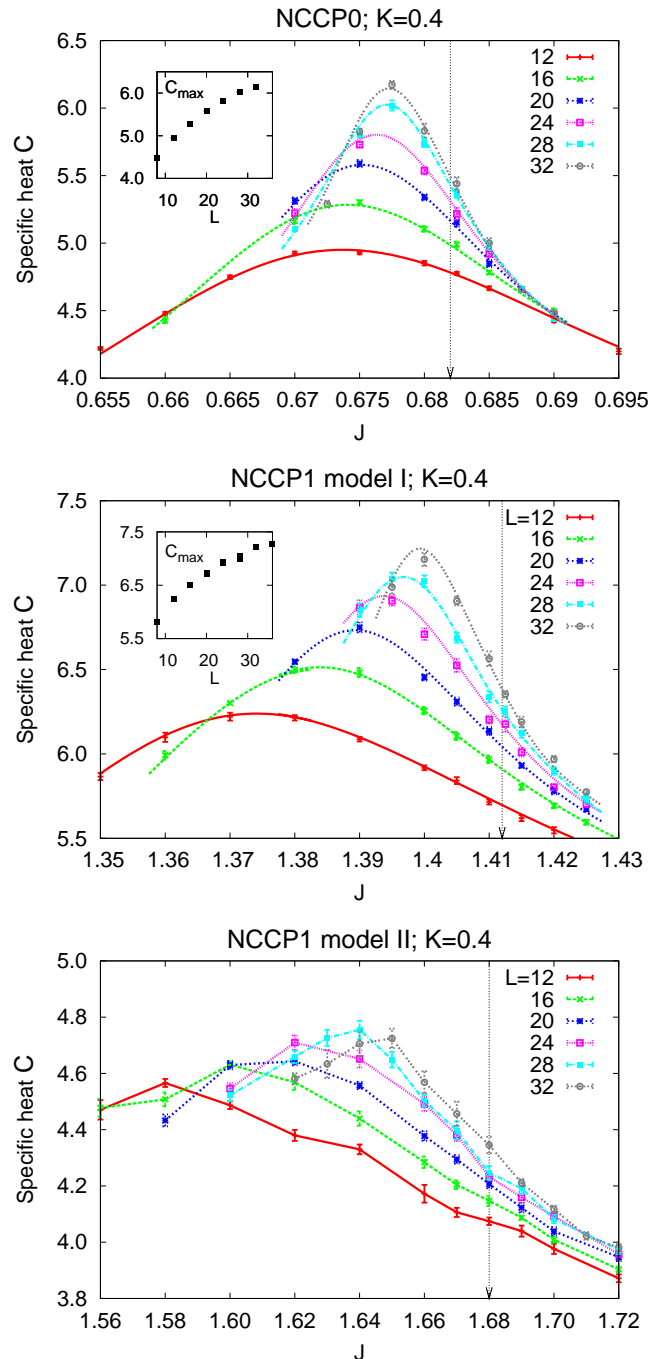 NCCP0; K=0.4
6.5
6.0
5.5
5.0
4.5
4.0
Specific heat C
Cmax
6.0
5.0
4.0
10 20 30
L
12
16
20
24
28
32
0.655 0.66 0.665 0.67 0.675 0.68 0.685 0.69 0.695
J
NCCP1 model I; K=0.4
7.5
7.0
6.5
6.0
5.5
Specific heat C
Cmax
7.5
6.5
5.5
10 20 30
L
L=12
16
20
24
28
32
1.35 1.36 1.37 1.38 1.39 1.4 1.41 1.42 1.43
J
NCCP1 model II; K=0.4
5.0
4.8
4.6
4.4
4.2
4.0
3.8
Specific heat C
L=12
16
20
24
28
32
1.56 1.58 1.60 1.62 1.64 1.66 1.68 1.70 1.72
J